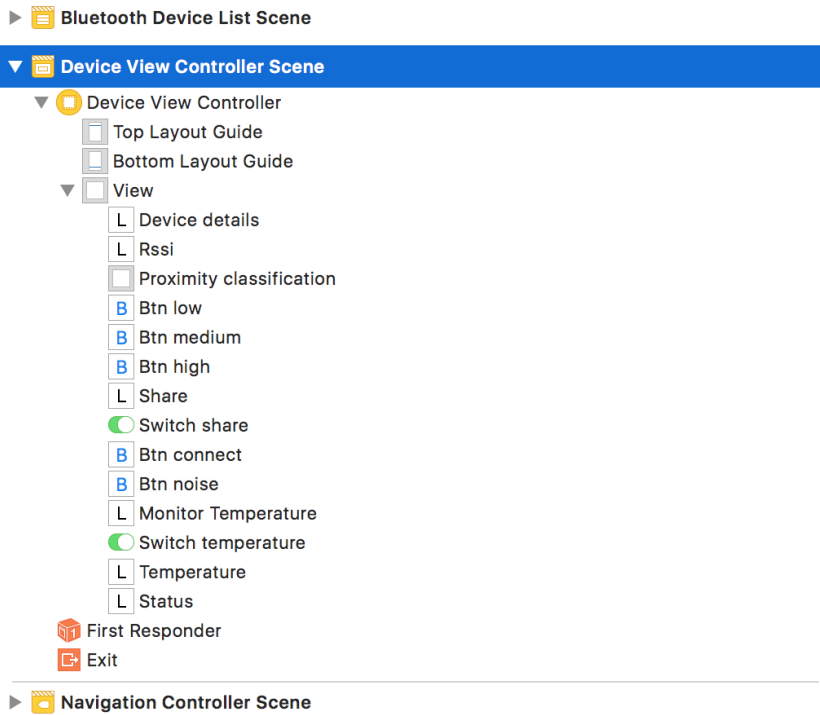 Bluetooth Device List Scene
Device View Controller Scene
Device View Controller
Top Layout Guide
Bottom Layout Guide
View
L Device details
L Rssi
Proximity classification
B Btn low
B Btn medium
B Btn high
L Share
Switch share
B Btn connect
B Btn noise
L Monitor Temperature
Switch temperature
L Temperature
L Status
First Responder
Exit
Navigation Controller Scene